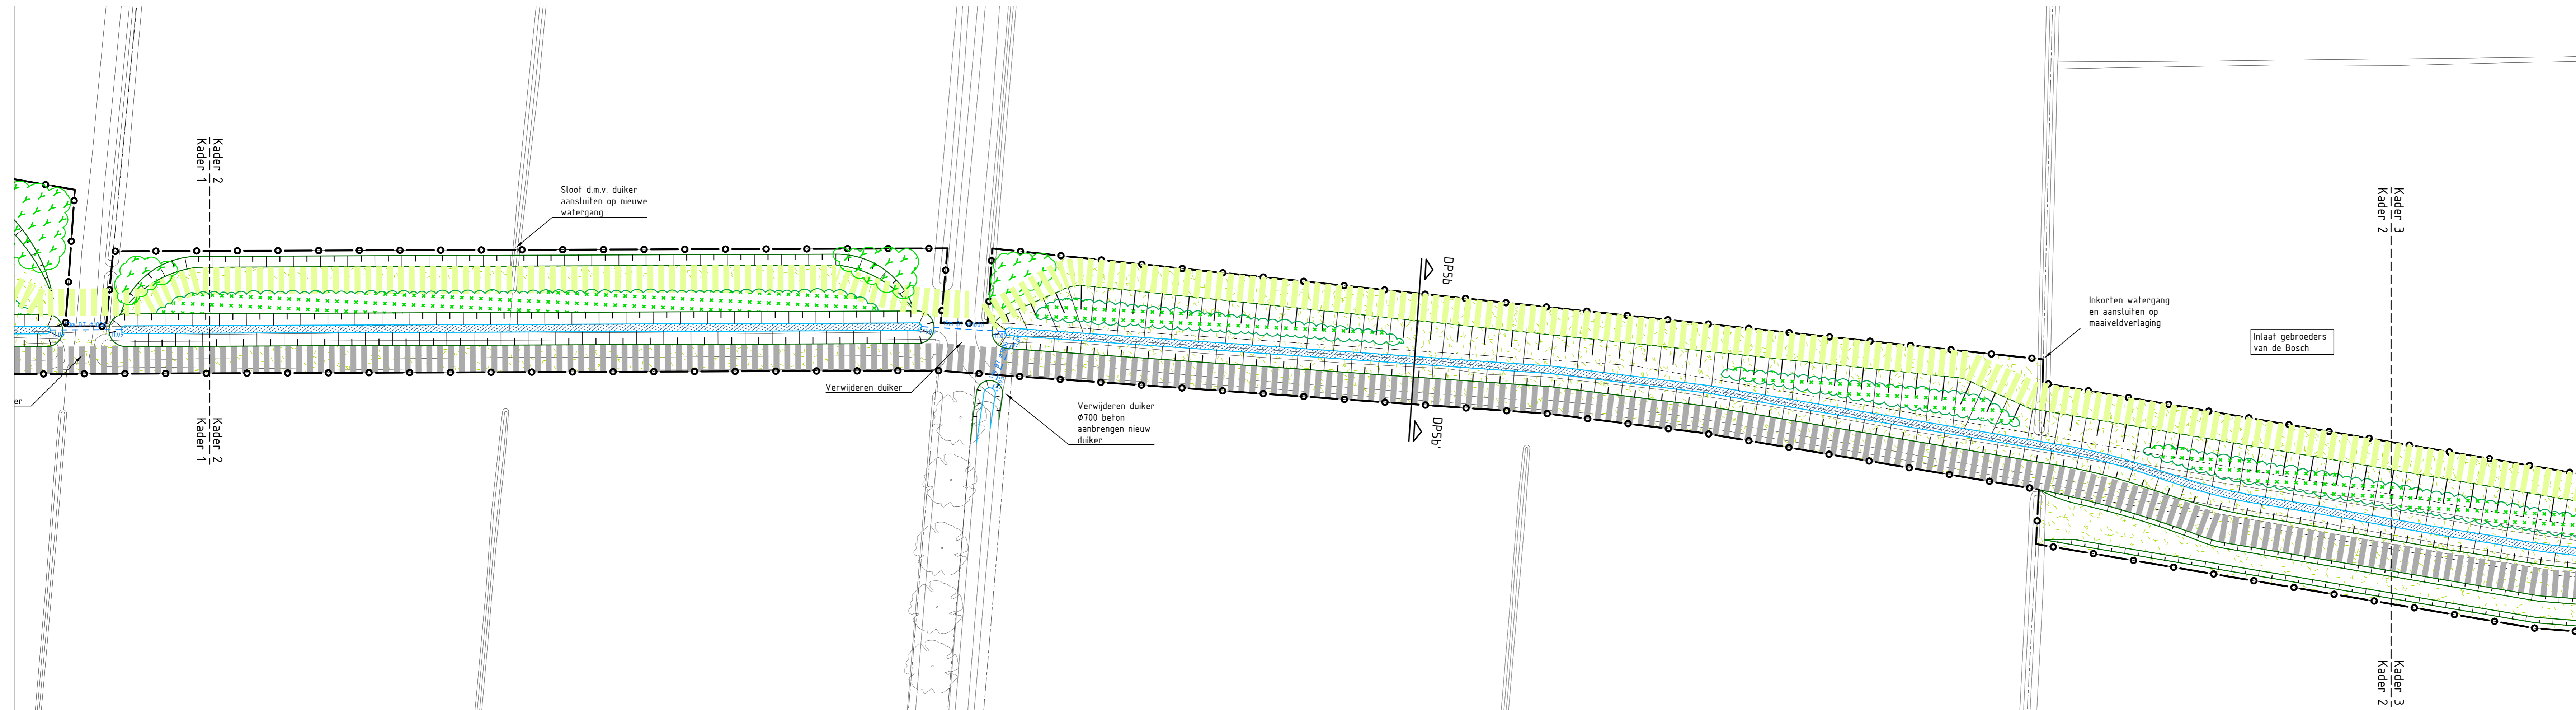 Kader 2
Kader 1
Sloot d.m.v. duiker
aansluiten op nieuwe
watergang
er
Kader 2
Kader 1
Verwijderen duiker
Verwijderen duiker
Ø700 beton
aanbrengen nieuw
duiker
DP5b
DP5b'
Inkorten watergang
en aansluiten op
maaiveldverlaging
Inlaat gebroeders
van de Bosch
Kader 3
Kader 2
Kader 3
Kader 2